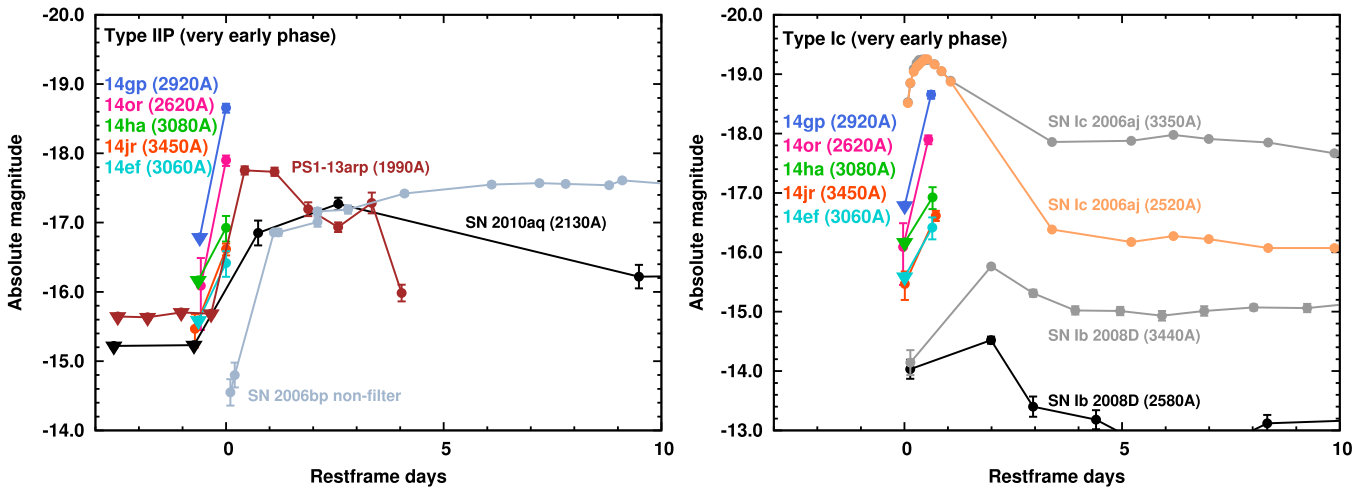 Type IIP (very early phase)
14gp (2920A)
14or (2620A)
14ha (3080A)
14jr (3450A)
14ef (3060A)
PS1-13arp (1990A)
SN 2010aq (2130A)
SN 2006bp non-filter
-20.0
-19.0
-18.0
-17.0
-16.0
-15.0
-14.0
0
5
10
Absolute magnitude
Restframe days
Type Ic (very early phase)
14gp (2920A)
14or (2620A)
14ha (3080A)
14jr (3450A)
14ef (3060A)
SN Ic 2006aj (3350A)
SN Ic 2006aj (2520A)
SN Ib 2008D (3440A)
SN Ib 2008D (2580A)
-20.0
-19.0
-18.0
-17.0
-16.0
-15.0
-14.0
-13.0
0
5
10
Absolute magnitude
Restframe days